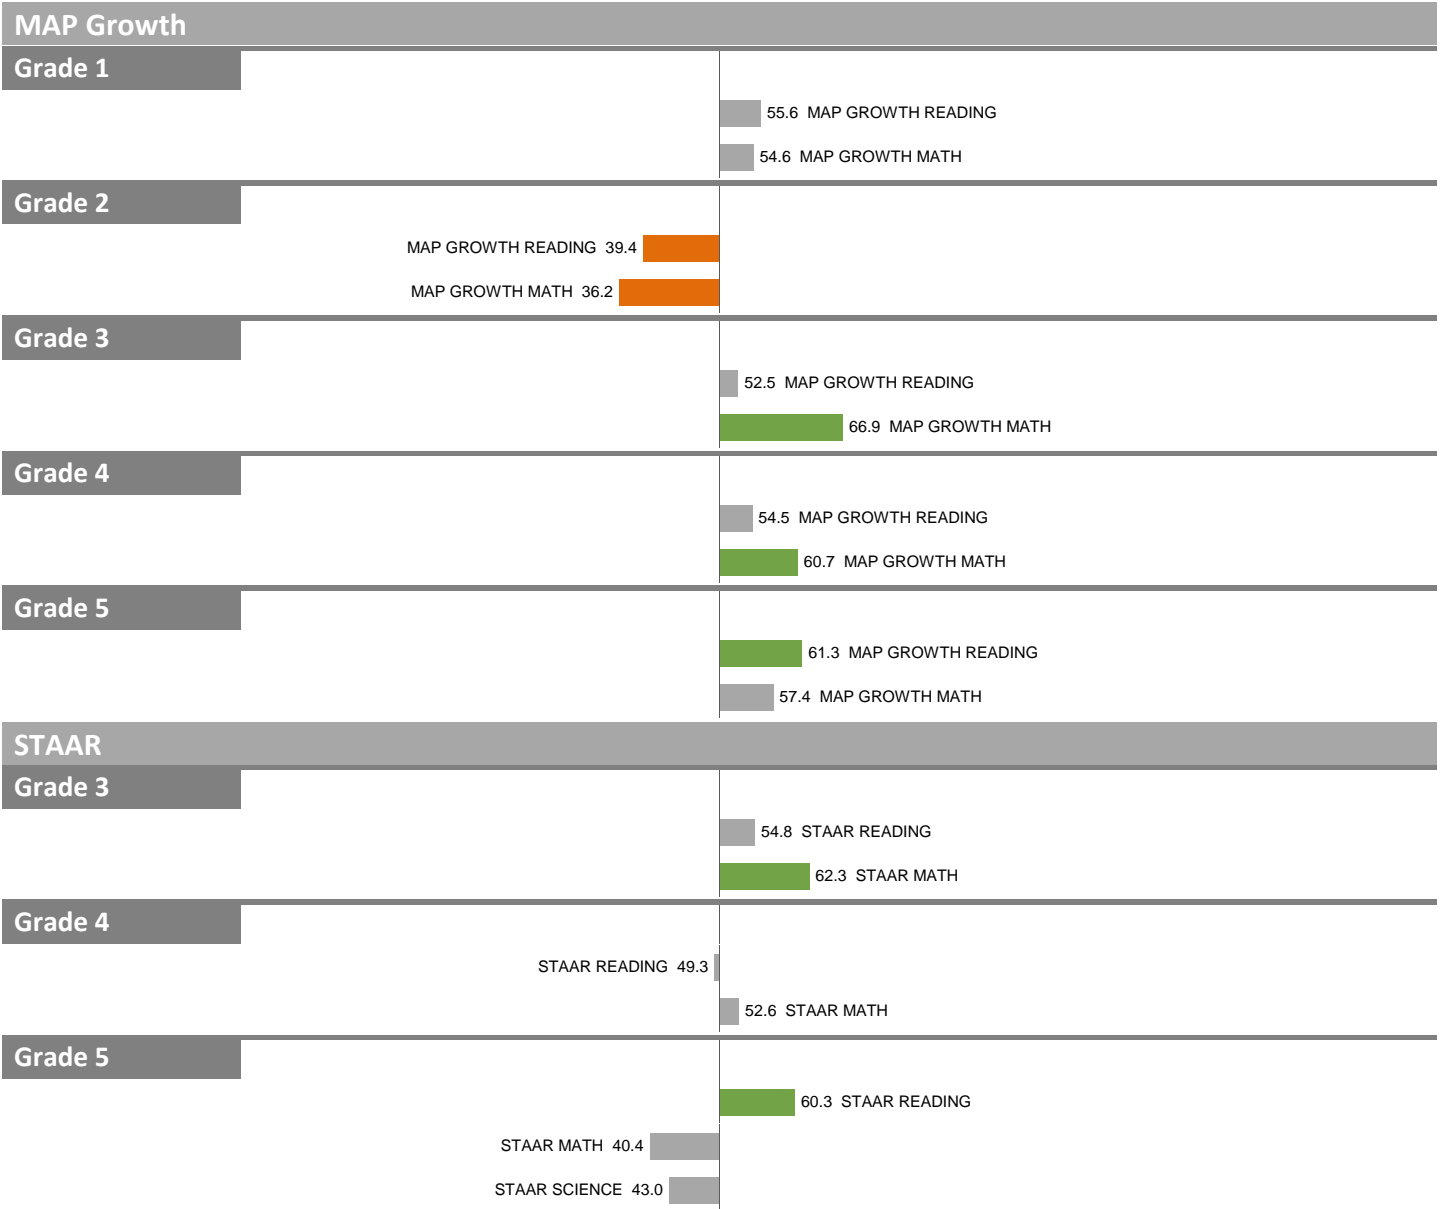 MAP Growth
Grade 1
55.6 MAP GROWTH READING
54.6 MAP GROWTH MATH
Grade 2
MAP GROWTH READING 39.4
MAP GROWTH MATH 36.2
Grade 3
52.5 MAP GROWTH READING
66.9 MAP GROWTH MATH
Grade 4
54.5 MAP GROWTH READING
60.7 MAP GROWTH MATH
Grade 5
61.3 MAP GROWTH READING
57.4 MAP GROWTH MATH
STAAR
Grade 3
54.8 STAAR READING
62.3 STAAR MATH
Grade 4
STAAR READING 49.3
52.6 STAAR MATH
Grade 5
60.3 STAAR READING
STAAR MATH 40.4
STAAR SCIENCE 43.0